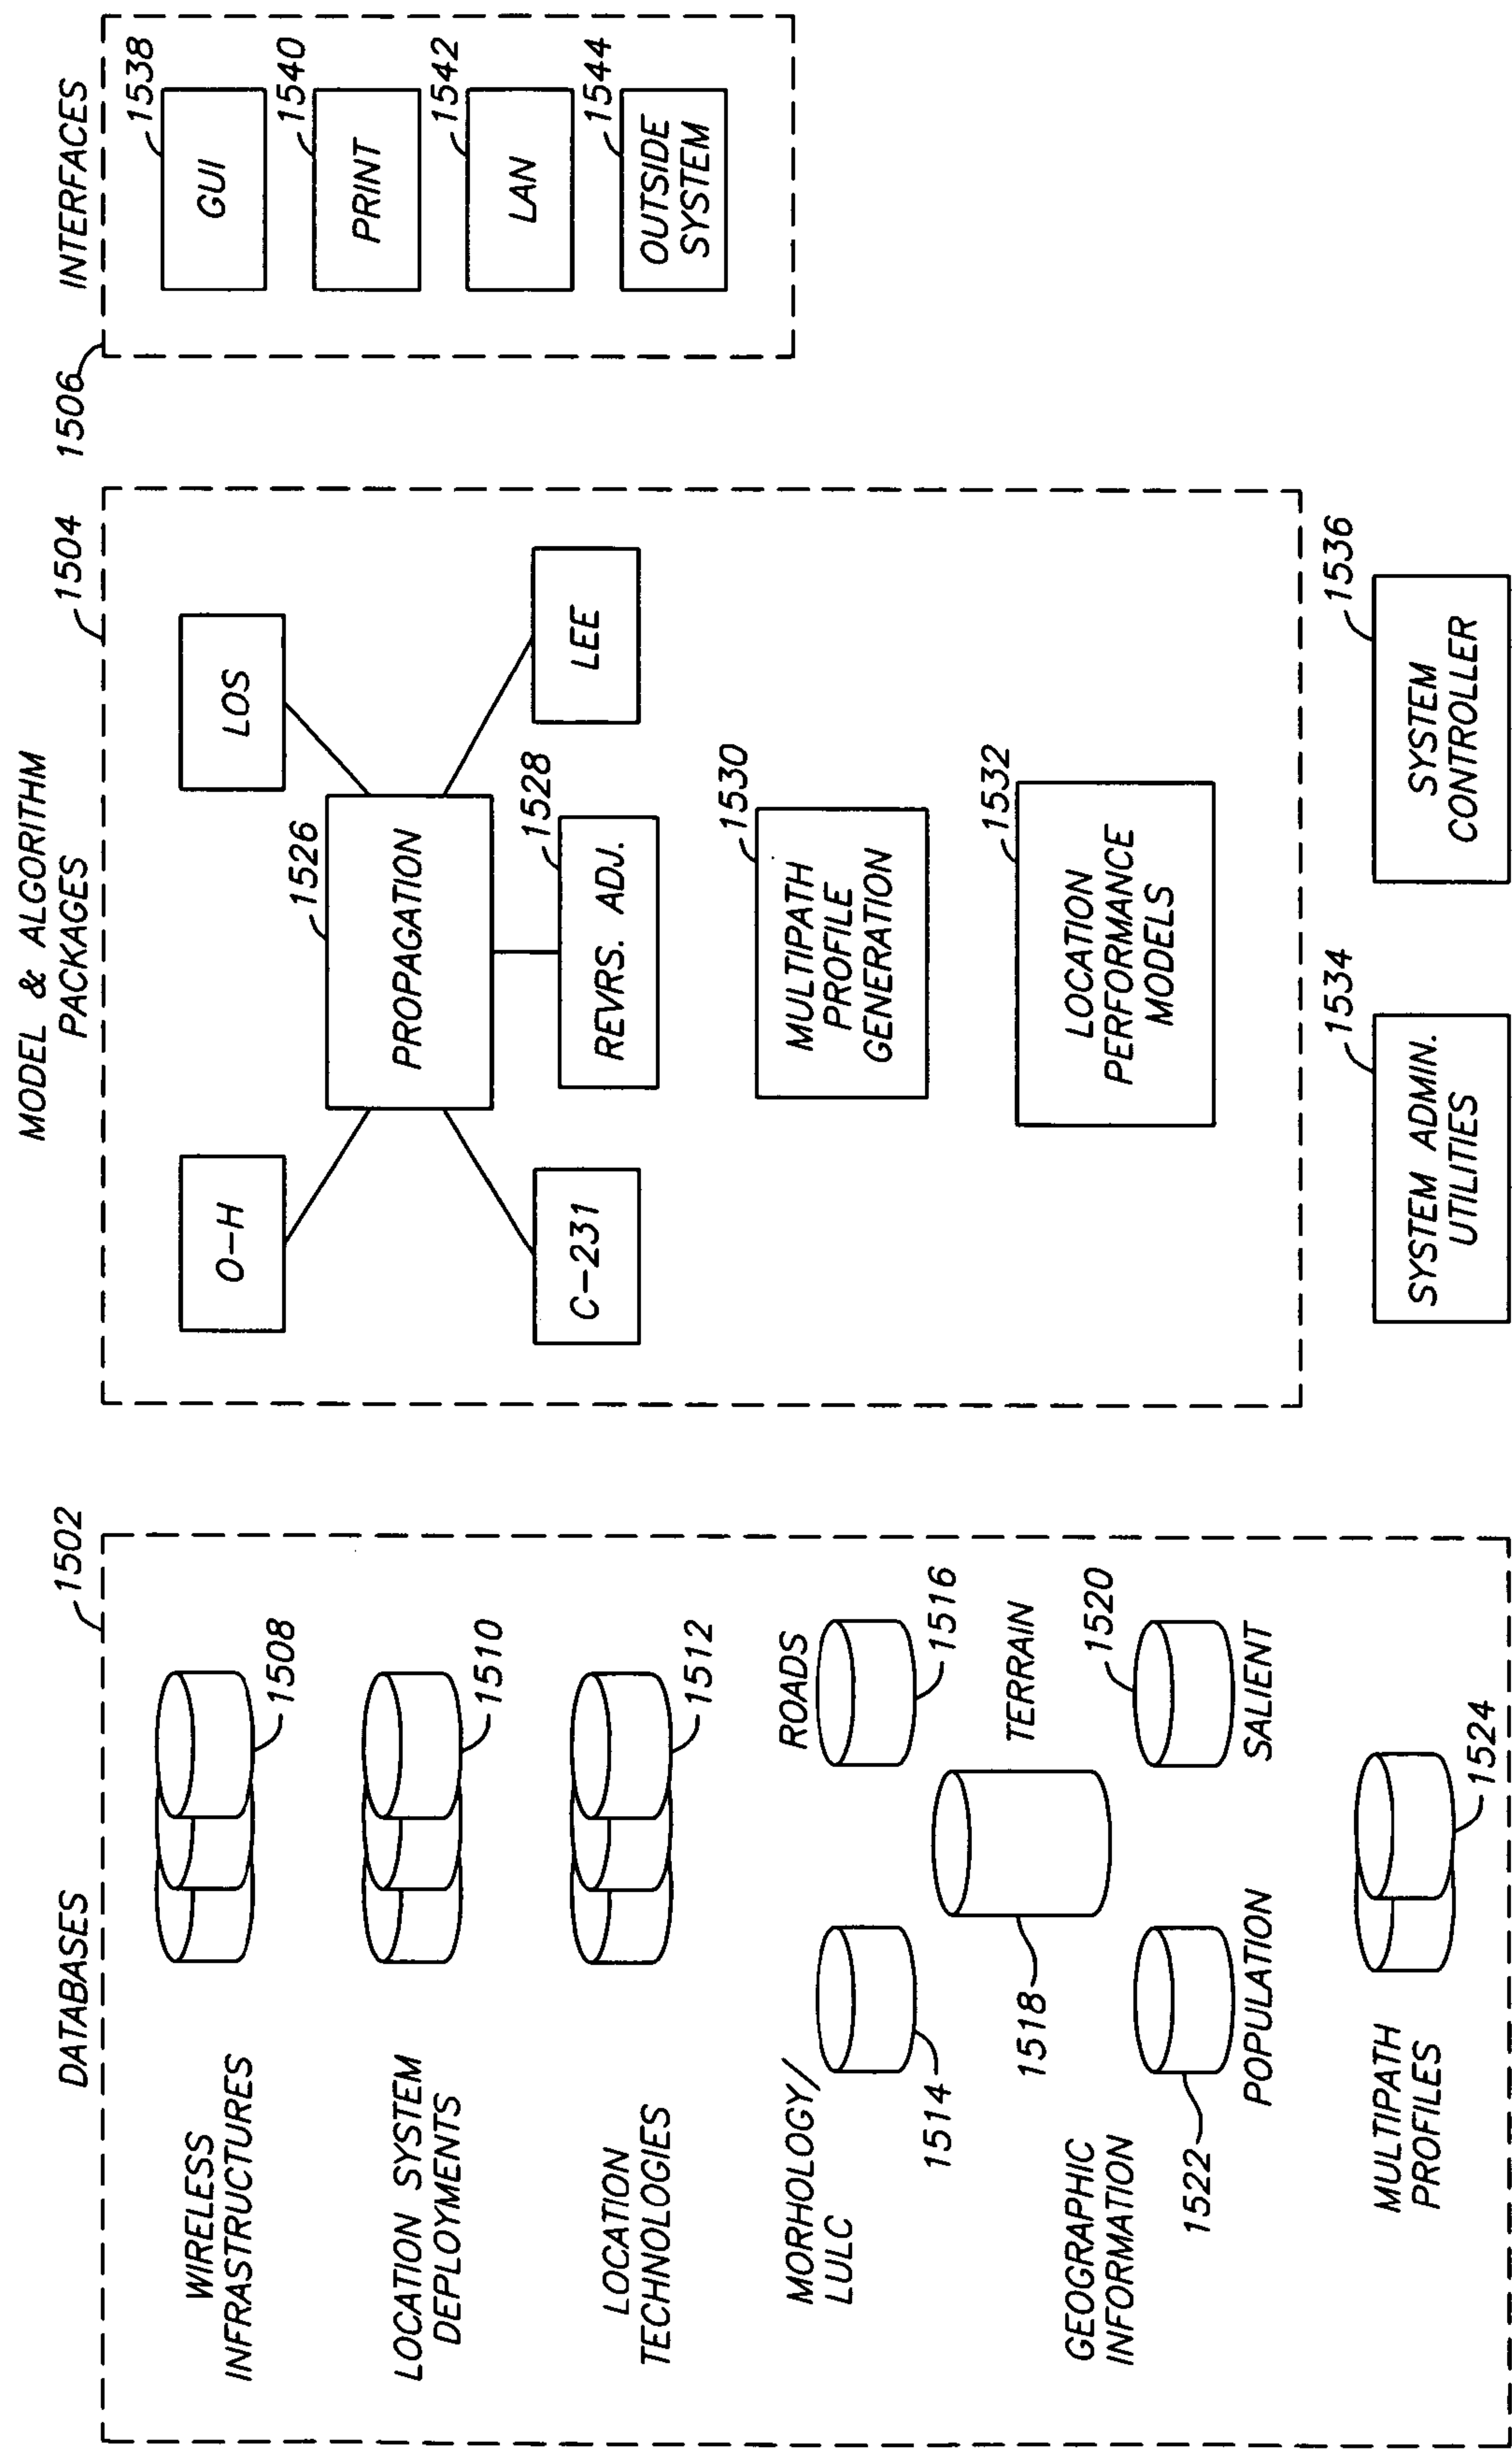 DATABASES
1502
WIRELESS
INFRASTRUCTURES
1508
LOCATION SYSTEM
DEPLOYMENTS
1510
LOCATION
TECHNOLOGIES
1512
MORHOLOGY/
LULC
1514
ROADS
1516
GEOGRAPHIC
INFORMATION
1518
TERRAIN
1520
SALIENT
1522
POPULATION
MULTIPATH
PROFILES
1524
MODEL & ALGORITHM
PACKAGES
1504
O-H
LOS
1526
PROPAGATION
C-231
1528
REVRS. ADJ.
LEE
1530
MULTIPATH
PROFILE
GENERATION
1532
LOCATION
PERFORMANCE
MODELS
1534
SYSTEM ADMIN.
UTILITIES
1536
SYSTEM
CONTROLLER
1506
INTERFACES
1538
GUI
1540
PRINT
1542
LAN
1544
OUTSIDE
SYSTEM